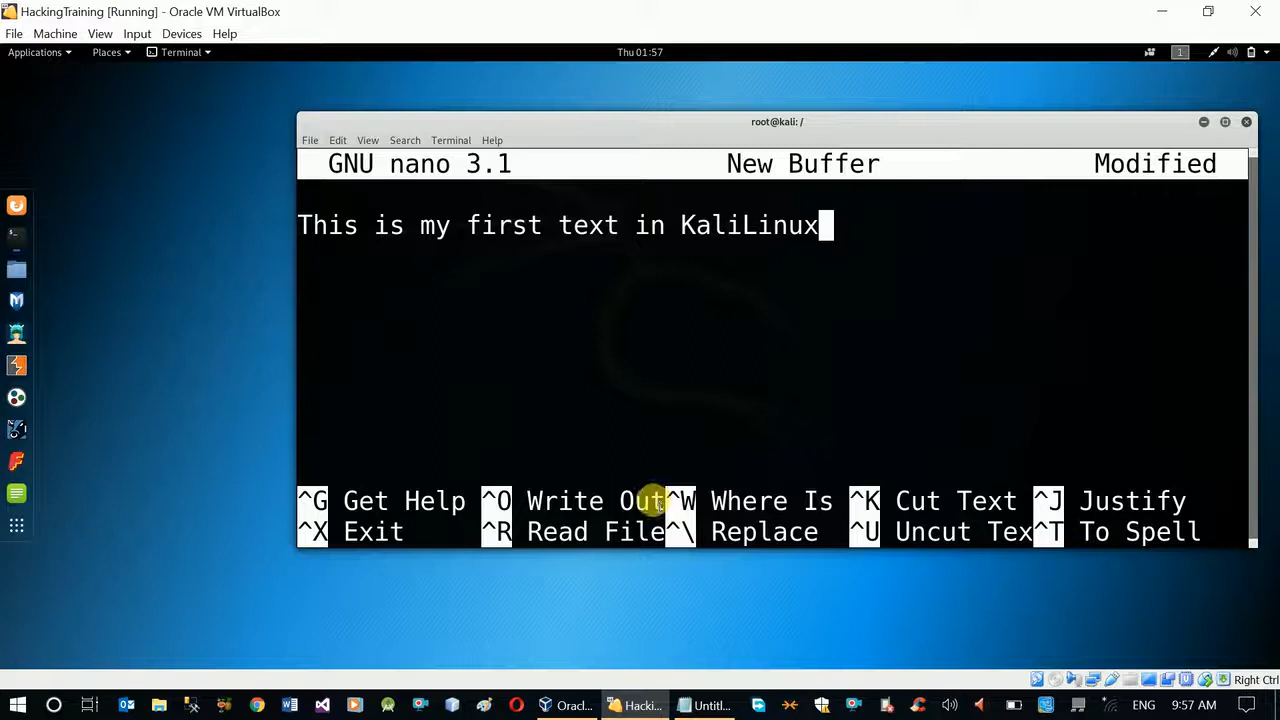 HackingTraining [Running] - Oracle VM VirtualBox
File Machine View Input Devices Help
Applications Places Terminal Thu 01:57 1
root@kali: /
File Edit View Search Terminal Help
GNU nano 3.1 New Buffer Modified
This is my first text in KaliLinux
^G Get Help ^O Write Out ^W Where Is ^K Cut Text ^J Justify
^X Exit ^R Read File ^\ Replace ^U Uncut Tex ^T To Spell
Right Ctrl
Orac... Hacki... Untitl... ENG 9:57 AM